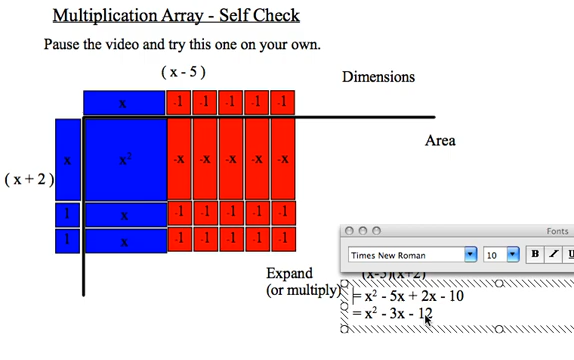 Multiplication Array - Self Check
Pause the video and try this one on your own.
( x - 5 )
Dimensions
x -1 -1 -1 -1 -1
Area
( x + 2 )
x x² -x -x -x -x -x
1 x -1 -1 -1 -1 -1
1 x -1 -1 -1 -1 -1
Fonts
Times New Roman 10 B I U
Expand
(or multiply)
(x-5)(x+2)
= x² - 5x + 2x - 10
= x² - 3x - 12